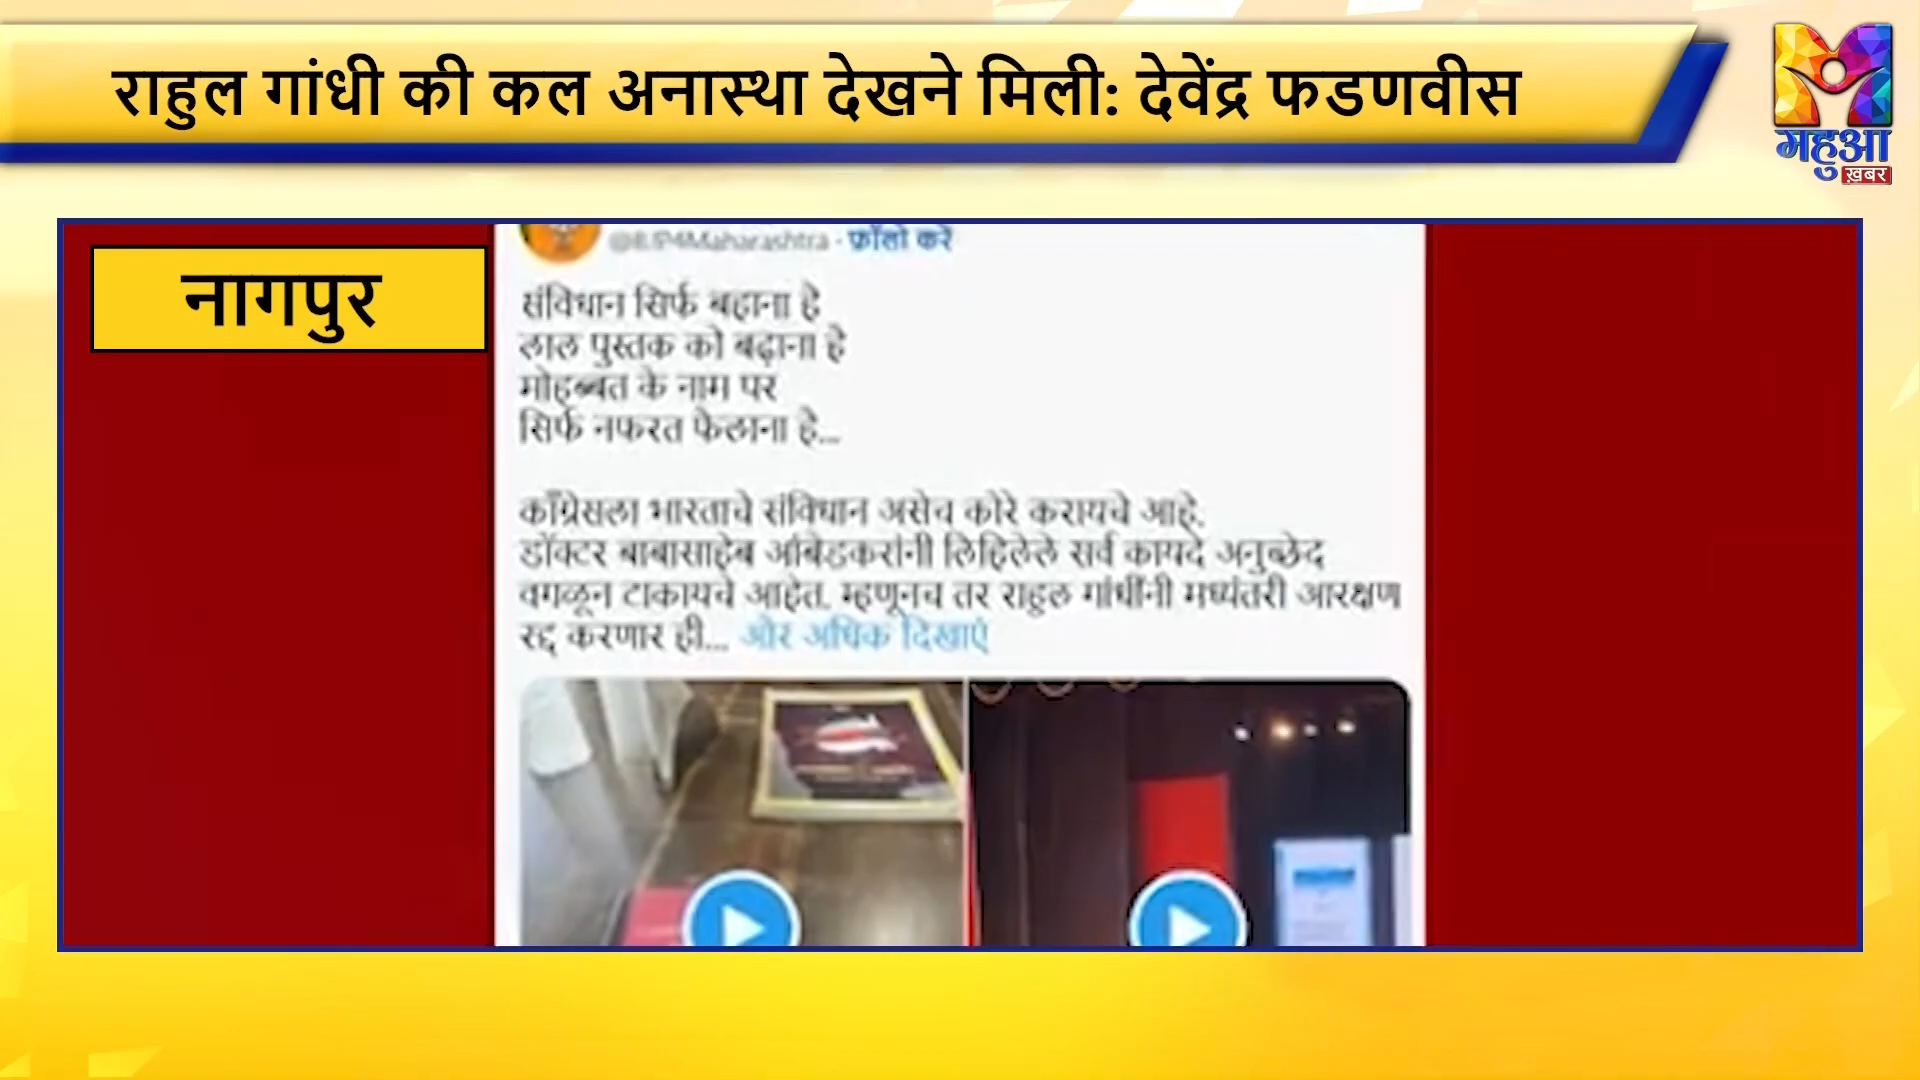 राहुल गांधी की कल अनास्था देखने मिली: देवेंद्र फडणवीस
महुआ
ख़बर
नागपुर
@BJP4Maharashtra · फ़ॉलो करें
संविधान सिर्फ बहाना है
लाल पुस्तक को बढ़ाना है
मोहब्बत के नाम पर
सिर्फ नफरत फैलाना है...
काँग्रेसला भारताचे संविधान असेच कोरे करायचे आहे.
डॉक्टर बाबासाहेब आंबेडकरांनी लिहिलेले सर्व कायदे अनुच्छेद
वगळून टाकायचे आहेत. म्हणूनच तर राहुल गांधींनी मध्यंतरी आरक्षण
रद्द करणार ही... और अधिक दिखाएं